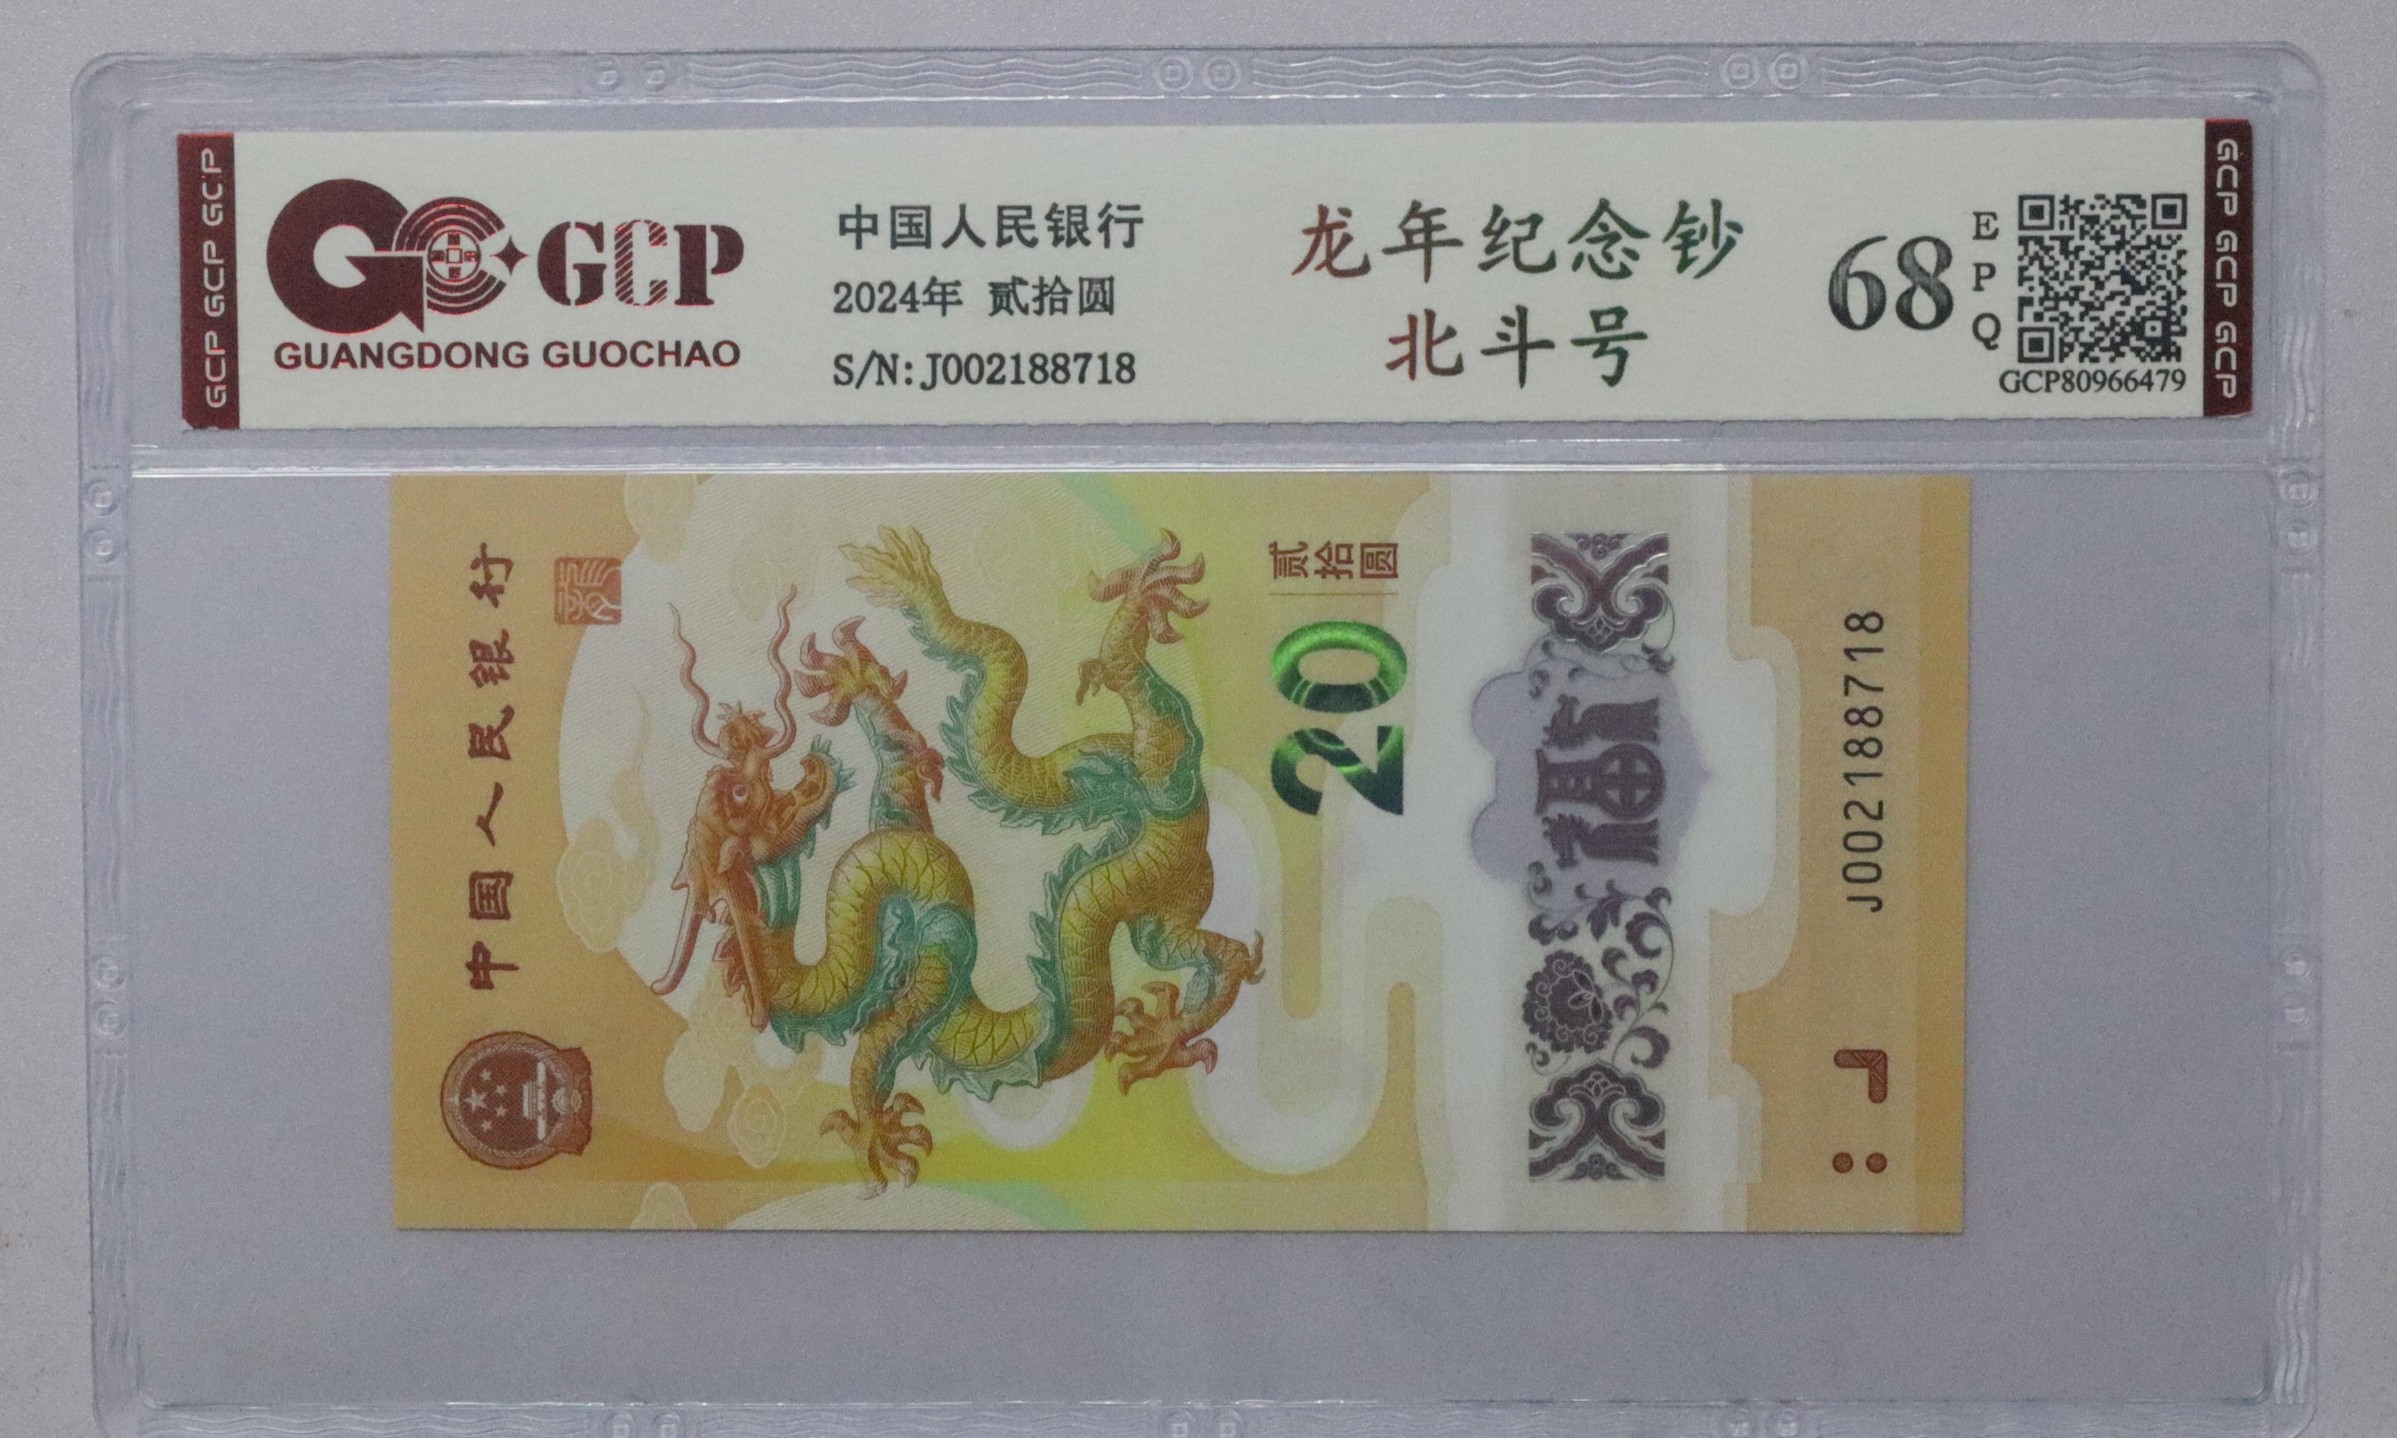 GCP GCP GCP
GCP
GUANGDONG GUOCHAO
中国人民银行
2024年 贰拾圆
S/N:J002188718
龙年纪念钞
北斗号
68
EPQ
GCP80966479
GCP GCP GCP
中国人民银行
贰拾圆
20
福
J002188718